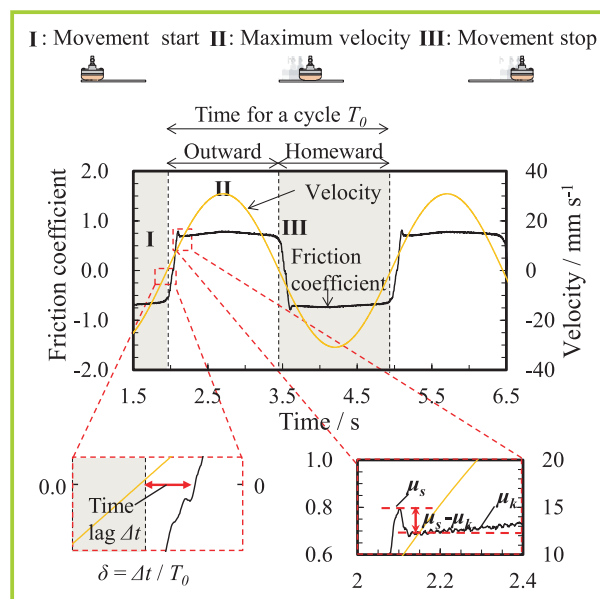 I : Movement start II : Maximum velocity III : Movement stop
Time for a cycle T0
Outward Homeward
2.0 40
II
Velocity
1.0 20
I III
0.0 0
Friction
coefficient
-1.0 -20
-2.0 -40
Friction coefficient
Velocity / mm s-1
1.5 2.5 3.5 4.5 5.5 6.5
Time / s
0.0 0
Time
lag Δt
δ = Δt / T0
1.0 20
μs
μk
0.8 15
μs−μk
0.6 10
2 2.2 2.4